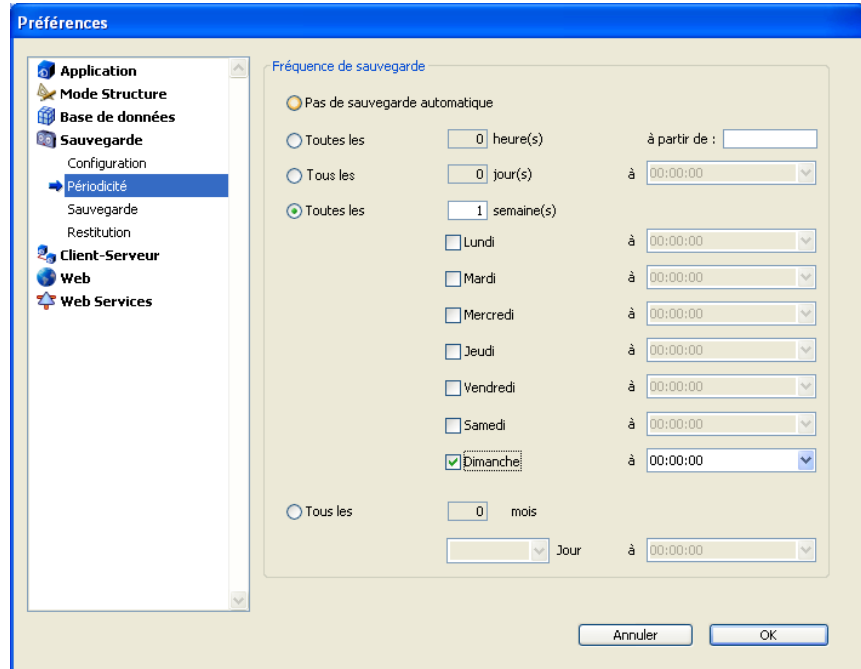 Préférences
Application
Mode Structure
Base de données
Sauvegarde
Configuration
Périodicité
Sauvegarde
Restitution
Client-Serveur
Web
Web Services
Fréquence de sauvegarde
Pas de sauvegarde automatique
Toutes les 0 heure(s) à partir de :
Tous les 0 jour(s) à 00:00:00
Toutes les 1 semaine(s)
Lundi à 00:00:00
Mardi à 00:00:00
Mercredi à 00:00:00
Jeudi à 00:00:00
Vendredi à 00:00:00
Samedi à 00:00:00
Dimanche à 00:00:00
Tous les 0 mois
Jour à 00:00:00
Annuler OK